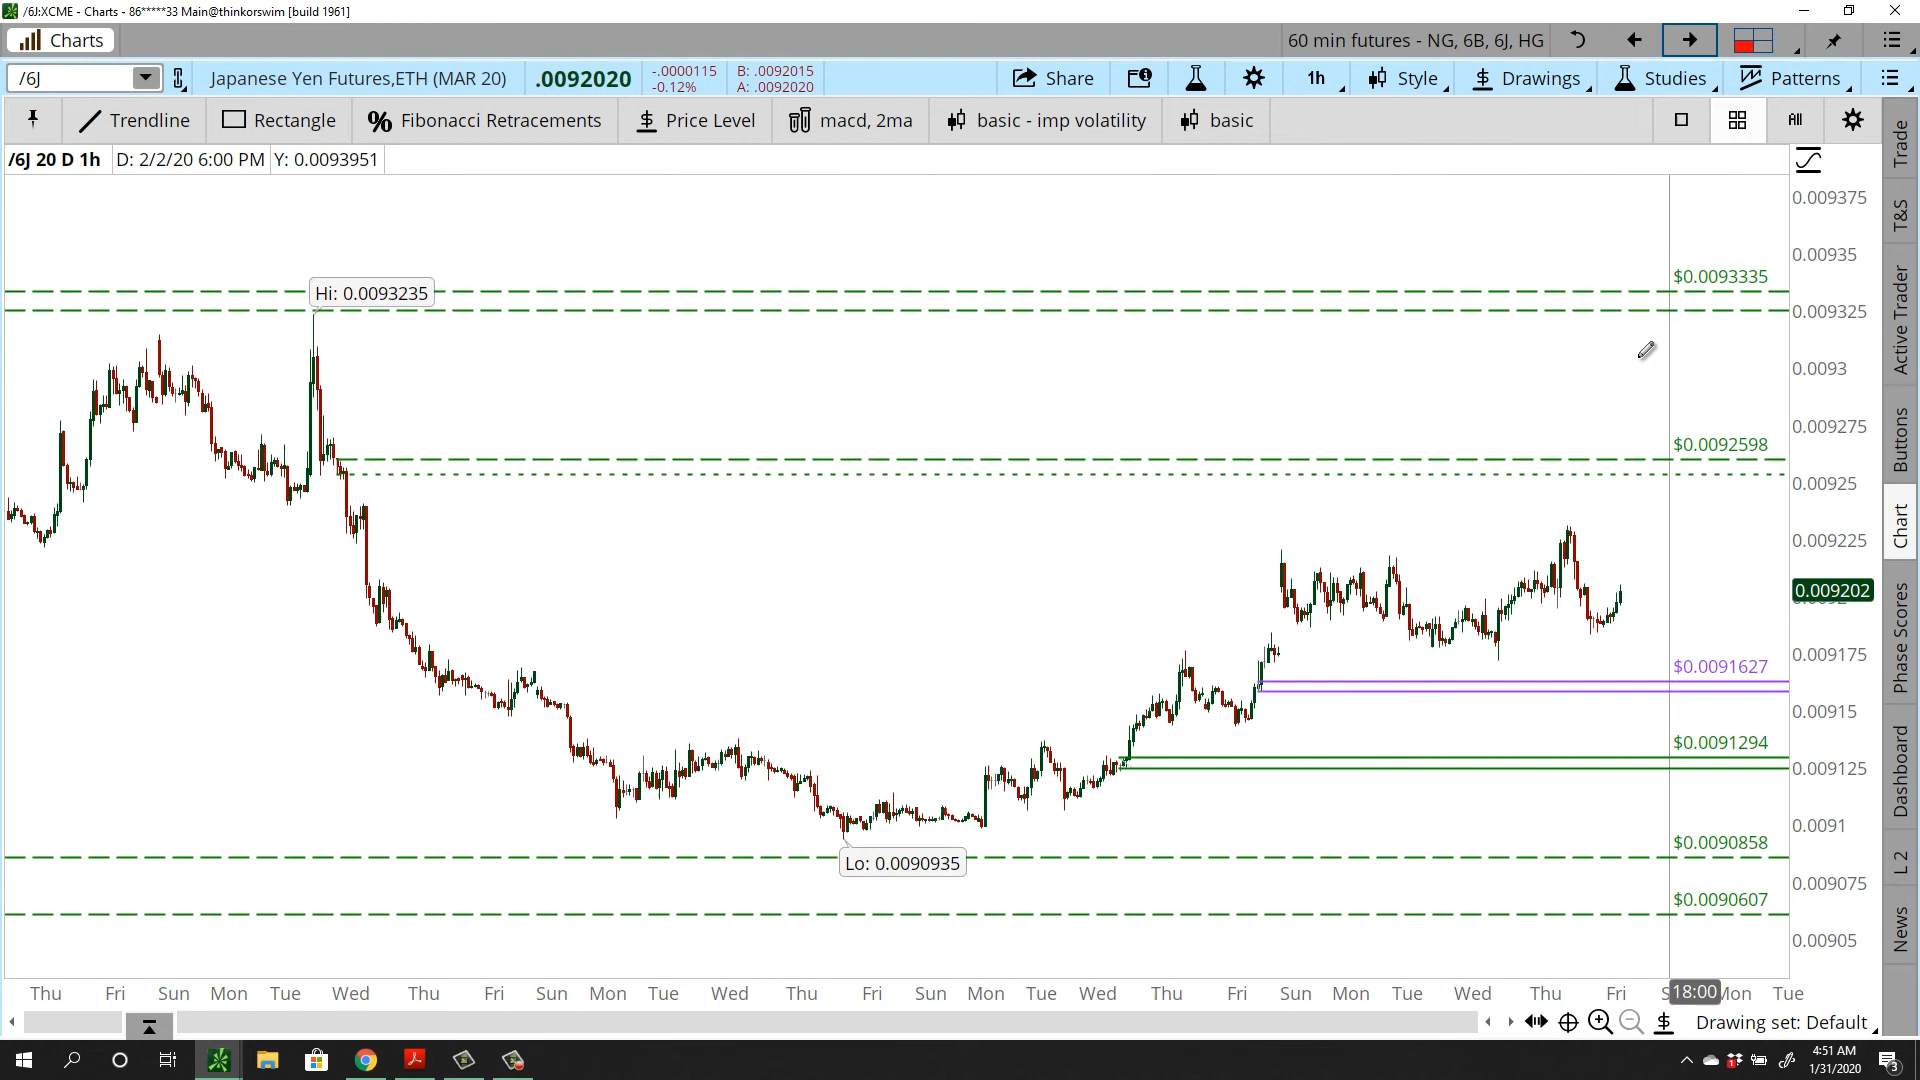 /6J:XCME - Charts - 86*****33 Main@thinkorswim [build 1961]
Charts
60 min futures - NG, 6B, 6J, HG
/6J
Japanese Yen Futures,ETH (MAR 20)
.0092020
-.0000115
-0.12%
B: .0092015
A: .0092020
Share
1h
Style
Drawings
Studies
Patterns
Trendline
Rectangle
Fibonacci Retracements
Price Level
macd, 2ma
basic - imp volatility
basic
All
/6J 20 D 1h
D: 2/2/20 6:00 PM
Y: 0.0093951
0.009375
0.00935
$0.0093335
Hi: 0.0093235
0.009325
0.0093
0.009275
$0.0092598
0.00925
0.009225
0.009202
0.0092
$0.0091627
0.009175
0.00915
$0.0091294
0.009125
0.0091
$0.0090858
Lo: 0.0090935
0.009075
$0.0090607
0.00905
Thu Fri Sun Mon Tue Wed Thu Fri Sun Mon Tue Wed Thu Fri Sun Mon Tue Wed Thu Fri Sun Mon Tue Wed Thu Fri S 18:00 Mon Tue
Drawing set: Default
Trade
T&S
Active Trader
Buttons
Chart
Phase Scores
Dashboard
L 2
News
4:51 AM
1/31/2020
1
3